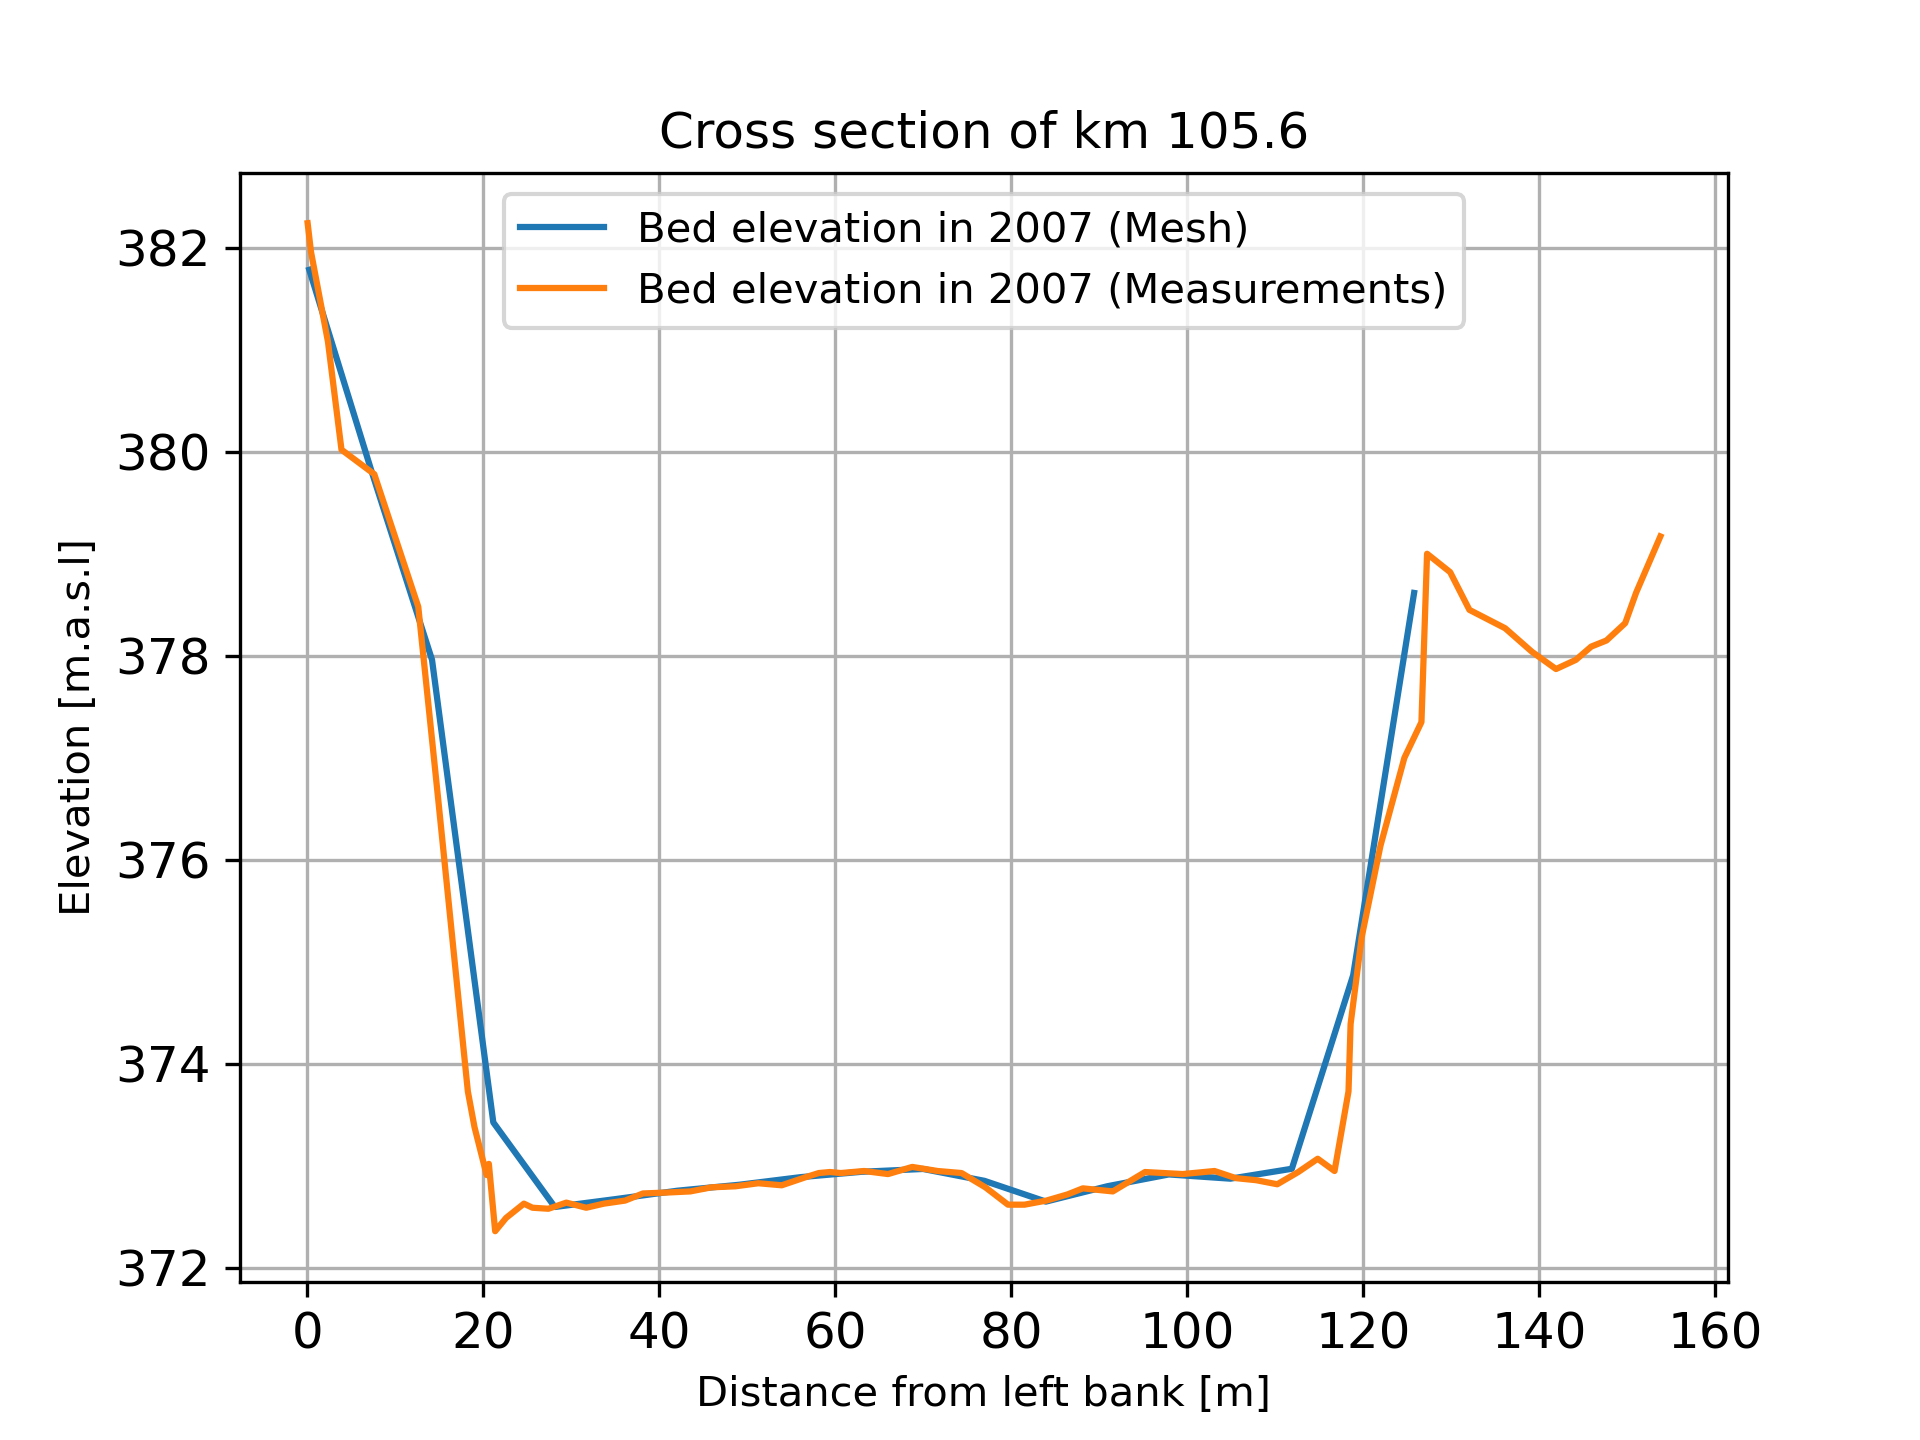 Cross section of km 105.6
Bed elevation in 2007 (Mesh)
Bed elevation in 2007 (Measurements)
Elevation [m.a.s.l]
382
380
378
376
374
372
0 20 40 60 80 100 120 140 160
Distance from left bank [m]